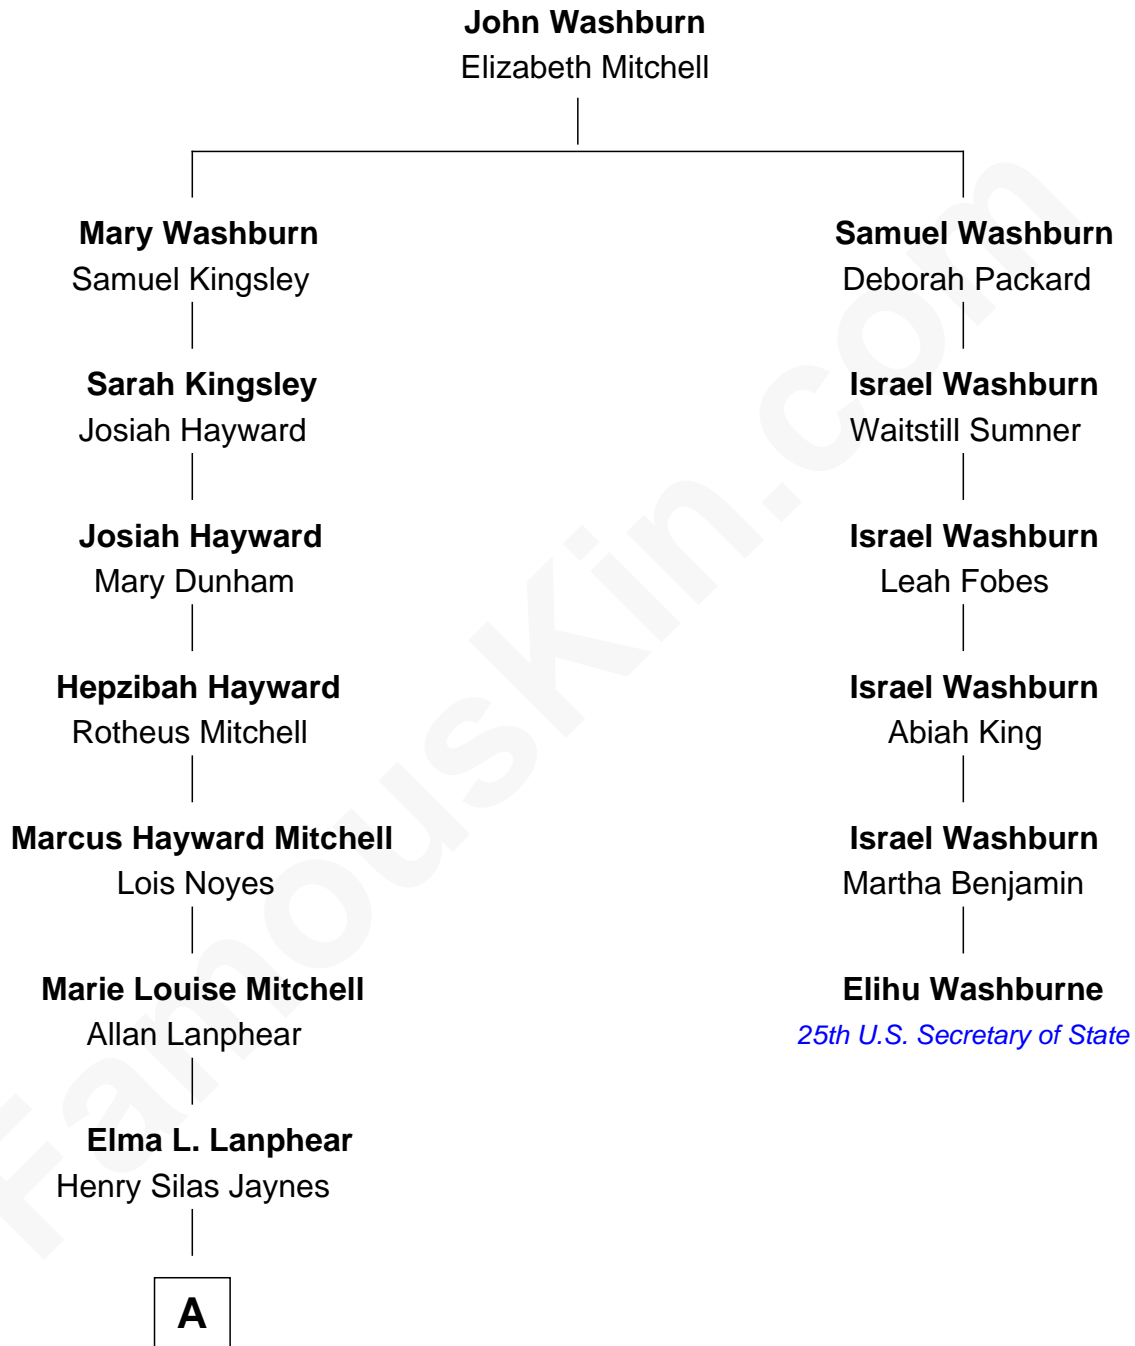 John Washburn
Elizabeth Mitchell
Mary Washburn
Samuel Kingsley
Samuel Washburn
Deborah Packard
Sarah Kingsley
Josiah Hayward
Israel Washburn
Waitstill Sumner
Josiah Hayward
Mary Dunham
Israel Washburn
Leah Fobes
Hepzibah Hayward
Rotheus Mitchell
Israel Washburn
Abiah King
Marcus Hayward Mitchell
Lois Noyes
Israel Washburn
Martha Benjamin
Marie Louise Mitchell
Allan Lanphear
Elihu Washburne
25th U.S. Secretary of State
Elma L. Lanphear
Henry Silas Jaynes
A
FamousKin.com